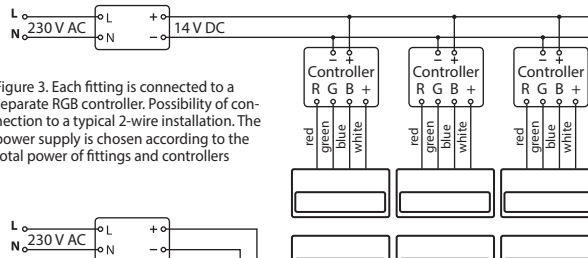 L L + 14 V DC
230 V AC
N N –
– + – + – +
Controller Controller Controller
R G B + R G B + R G B +
red green blue white red green blue white red green blue white
Figure 3. Each fitting is connected to a
separate RGB controller. Possibility of con-
nection to a typical 2-wire installation. The
power supply is chosen according to the
total power of fittings and controllers
L L +
230 V AC
N N –